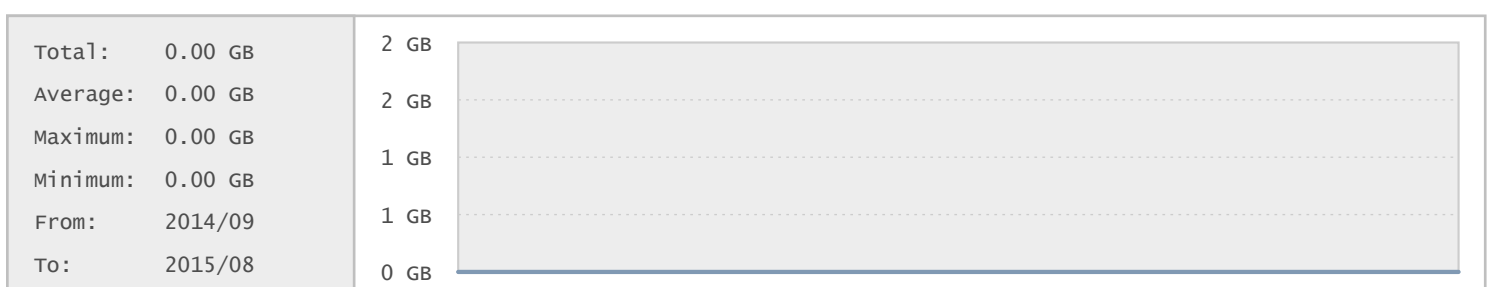 Total: 0.00 GB
Average: 0.00 GB
Maximum: 0.00 GB
Minimum: 0.00 GB
From: 2014/09
To: 2015/08
2 GB
2 GB
1 GB
1 GB
0 GB